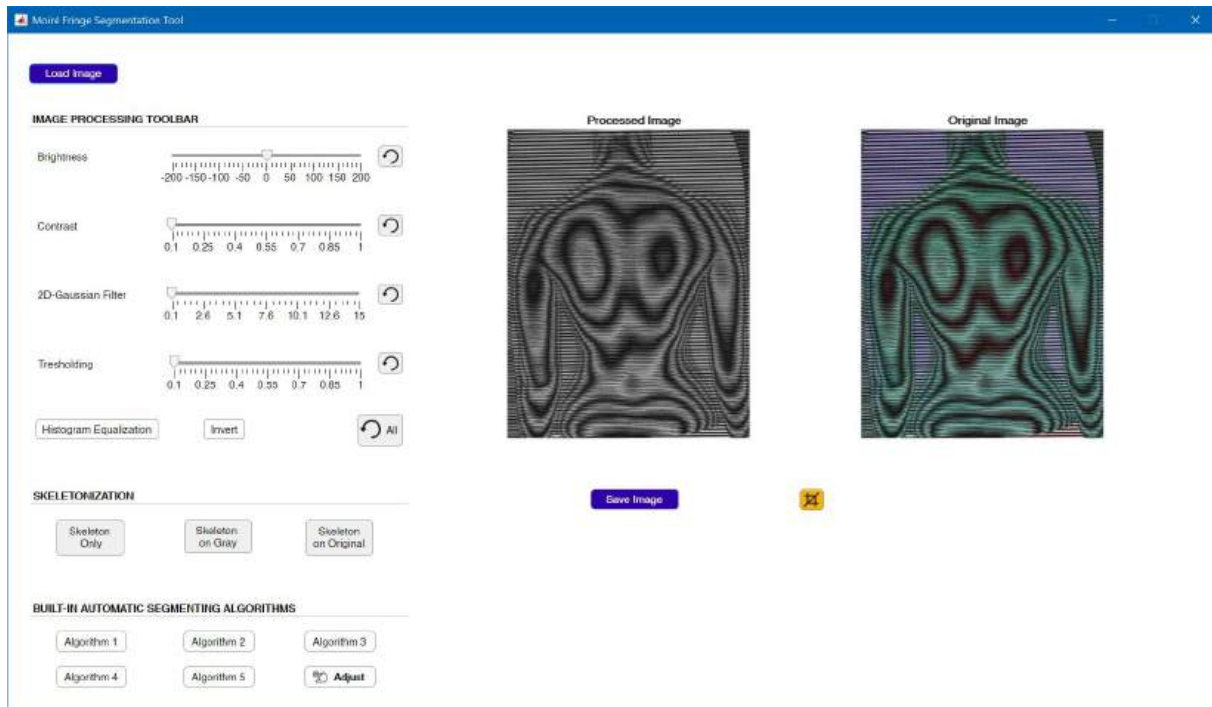 Moiré Fringe Segmentation Tool
Load Image
IMAGE PROCESSING TOOLBAR
Brightness
-200 -150 -100 -50 0 50 100 150 200
Contrast
0.1 0.25 0.4 0.55 0.7 0.85 1
2D-Gaussian Filter
0.1 2.6 5.1 7.6 10.1 12.6 15
Tresholding
0.1 0.25 0.4 0.55 0.7 0.85 1
Histogram Equalization Invert All
SKELETONIZATION
Skeleton Only
Skeleton on Gray
Skeleton on Original
BUILT-IN AUTOMATIC SEGMENTING ALGORITHMS
Algorithm 1 Algorithm 2 Algorithm 3
Algorithm 4 Algorithm 5 Adjust
Processed Image
Original Image
Save Image